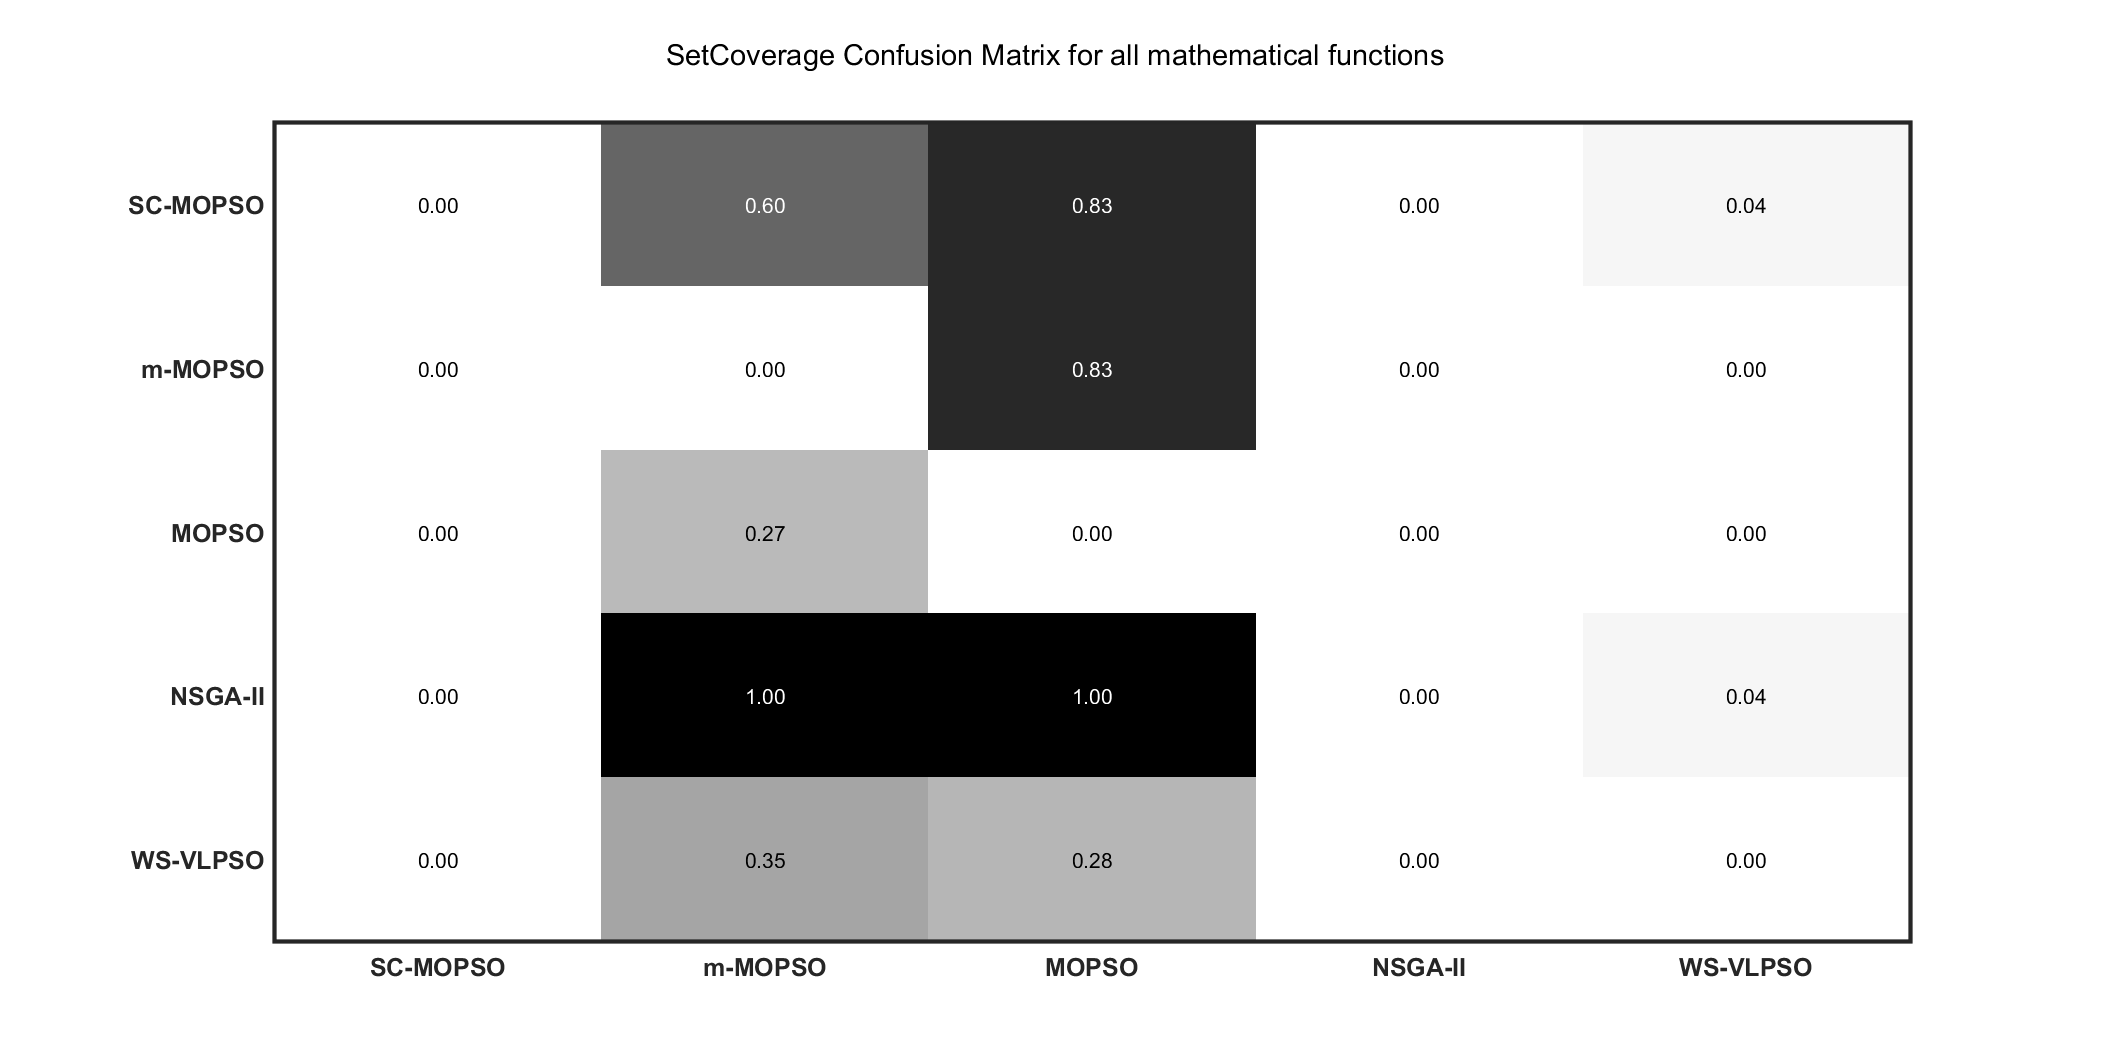 SetCoverage Confusion Matrix for all mathematical functions
SC-MOPSO 0.00 0.60 0.83 0.00 0.04
m-MOPSO 0.00 0.00 0.83 0.00 0.00
MOPSO 0.00 0.27 0.00 0.00 0.00
NSGA-II 0.00 1.00 1.00 0.00 0.04
WS-VLPSO 0.00 0.35 0.28 0.00 0.00
SC-MOPSO m-MOPSO MOPSO NSGA-II WS-VLPSO